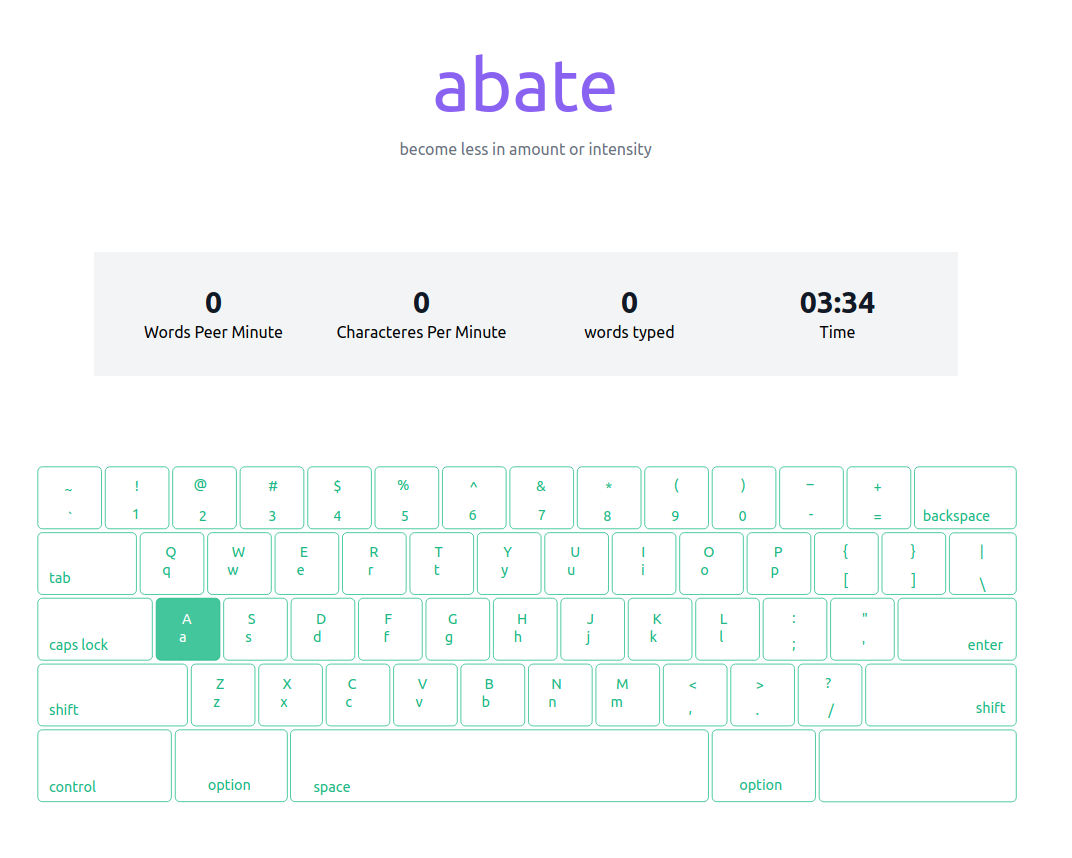 abate
become less in amount or intensity
0 0 0 03:34
Words Peer Minute Characteres Per Minute words typed Time
~ ! @ # $ % ^ & * ( ) _ +
` 1 2 3 4 5 6 7 8 9 0 - = backspace
Q W E R T Y U I O P { } |
tab q w e r t y u i o p [ ] \
A S D F G H J K L : "
caps lock a s d f g h j k l ; ' enter
Z X C V B N M < > ?
shift z x c v b n m , . / shift
control option space option